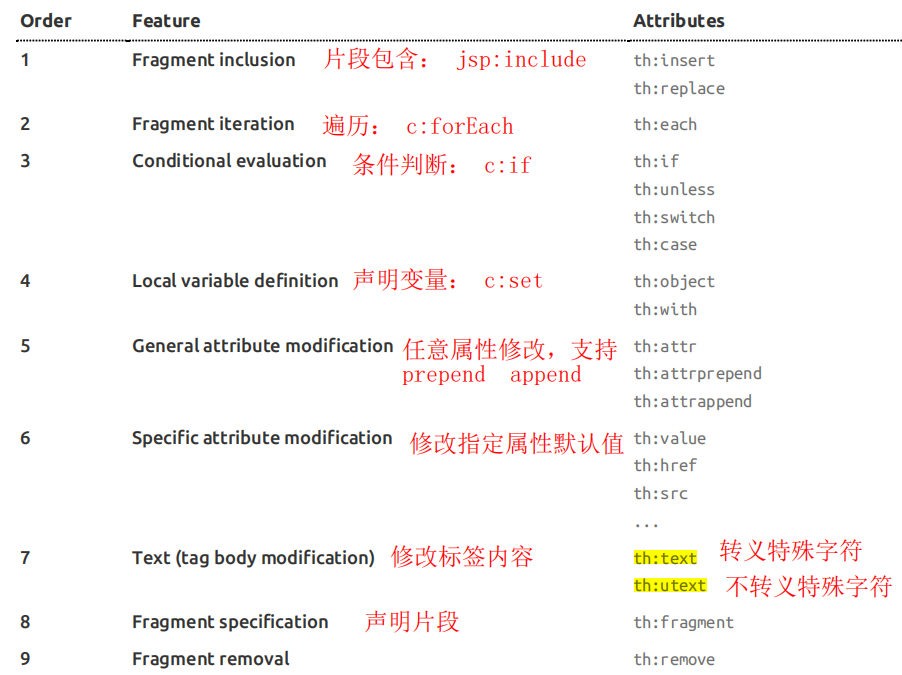 Order Feature Attributes
1 Fragment inclusion 片段包含： jsp:include th:insert
th:replace
2 Fragment iteration 遍历： c:forEach th:each
3 Conditional evaluation 条件判断： c:if th:if
th:unless
th:switch
th:case
4 Local variable definition 声明变量： c:set th:object
th:with
5 General attribute modification 任意属性修改，支持 th:attr
prepend append th:attrprepend
th:attrappend
6 Specific attribute modification 修改指定属性默认值 th:value
th:href
th:src
...
7 Text (tag body modification) 修改标签内容 th:text 转义特殊字符
th:utext 不转义特殊字符
8 Fragment specification 声明片段 th:fragment
9 Fragment removal th:remove